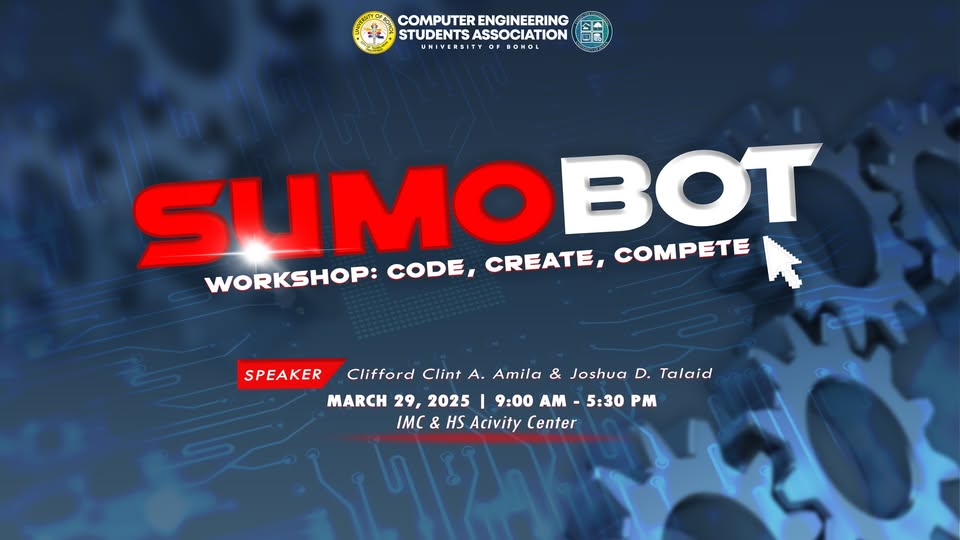 COMPUTER ENGINEERING
STUDENTS ASSOCIATION
UNIVERSITY OF BOHOL
SUMOBOT
WORKSHOP: CODE, CREATE, COMPETE
SPEAKER Clifford Clint A. Amila & Joshua D. Talaid
MARCH 29, 2025 | 9:00 AM - 5:30 PM
IMC & HS Acivity Center